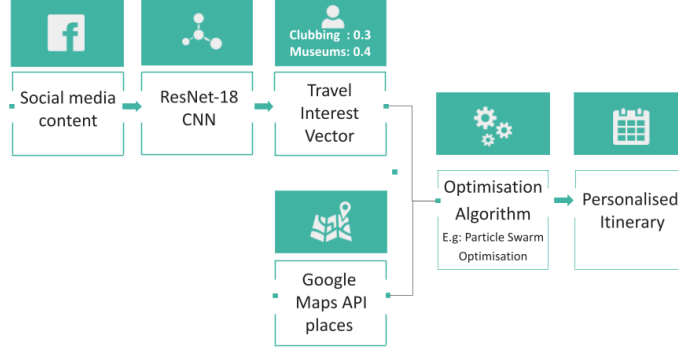 Clubbing : 0.3
Museums: 0.4
Social media
content
ResNet-18
CNN
Travel
Interest
Vector
Google
Maps API
places
Optimisation
Algorithm
E.g: Particle Swarm
Optimisation
Personalised
Itinerary